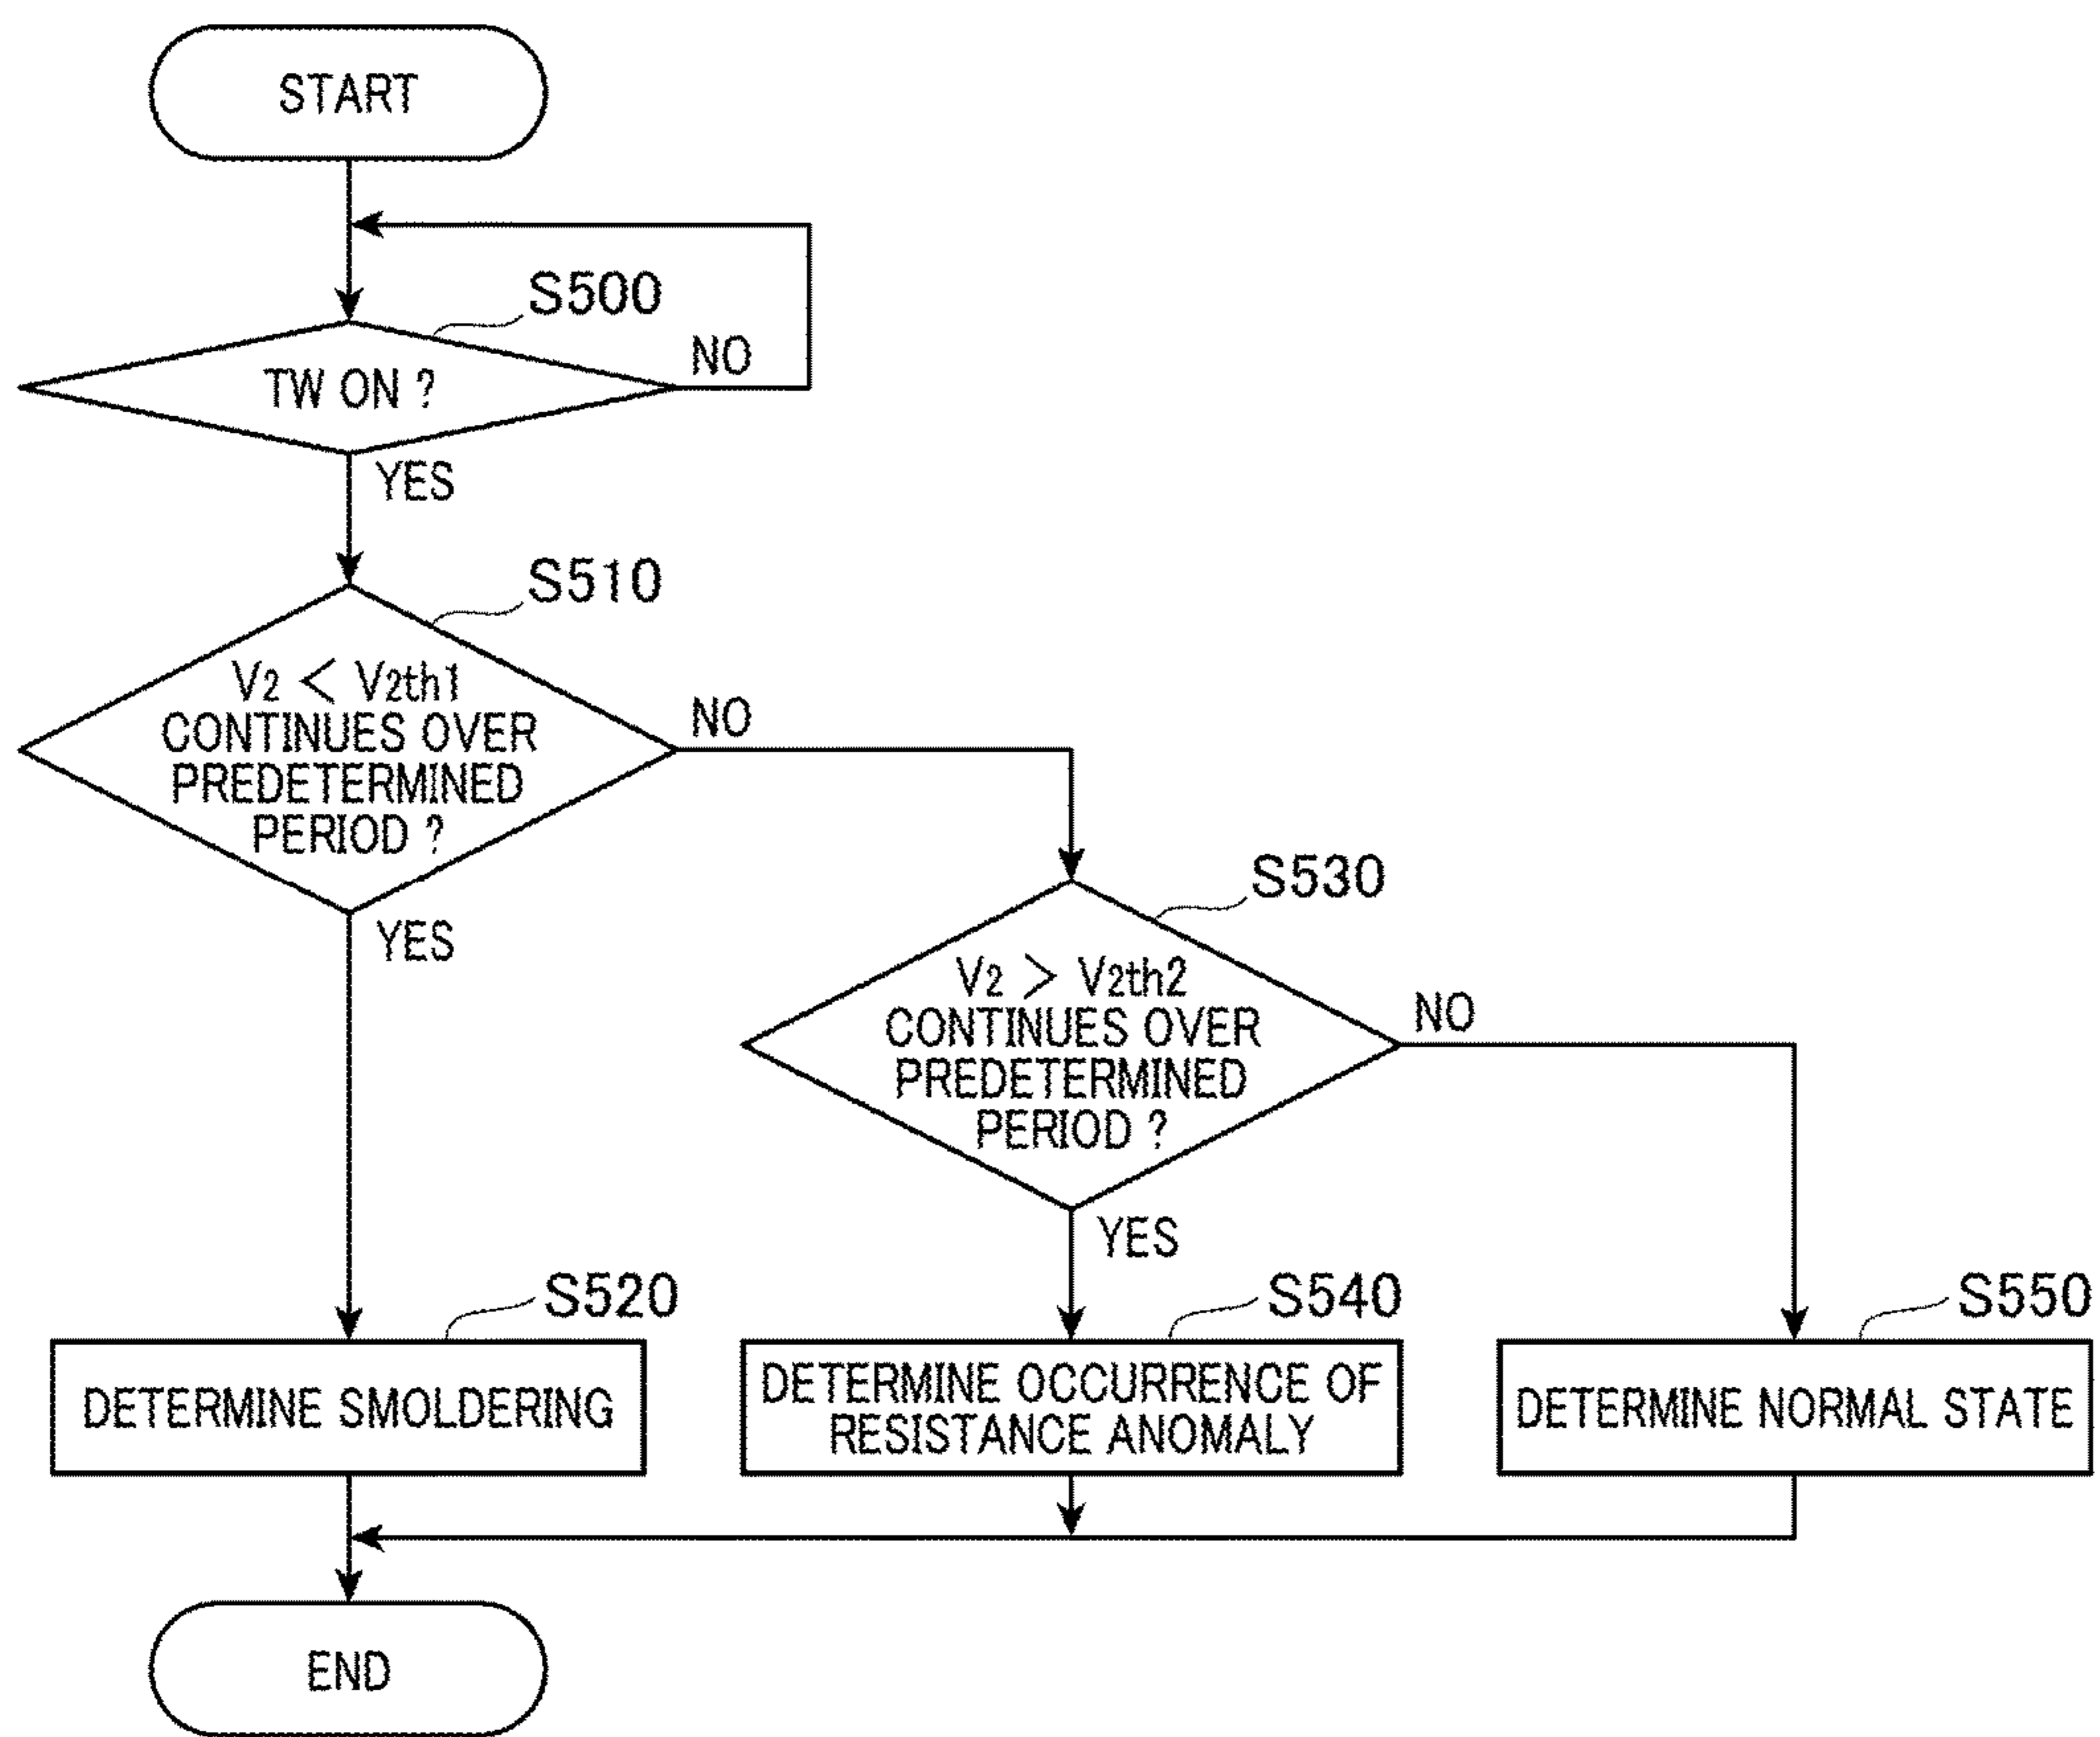 START
S500
TW ON ?
NO
YES
S510
V2 < V2th1
CONTINUES OVER
PREDETERMINED
PERIOD ?
NO
YES
S530
V2 > V2th2
CONTINUES OVER
PREDETERMINED
PERIOD ?
NO
YES
S520
DETERMINE SMOLDERING
S540
DETERMINE OCCURRENCE OF
RESISTANCE ANOMALY
S550
DETERMINE NORMAL STATE
END